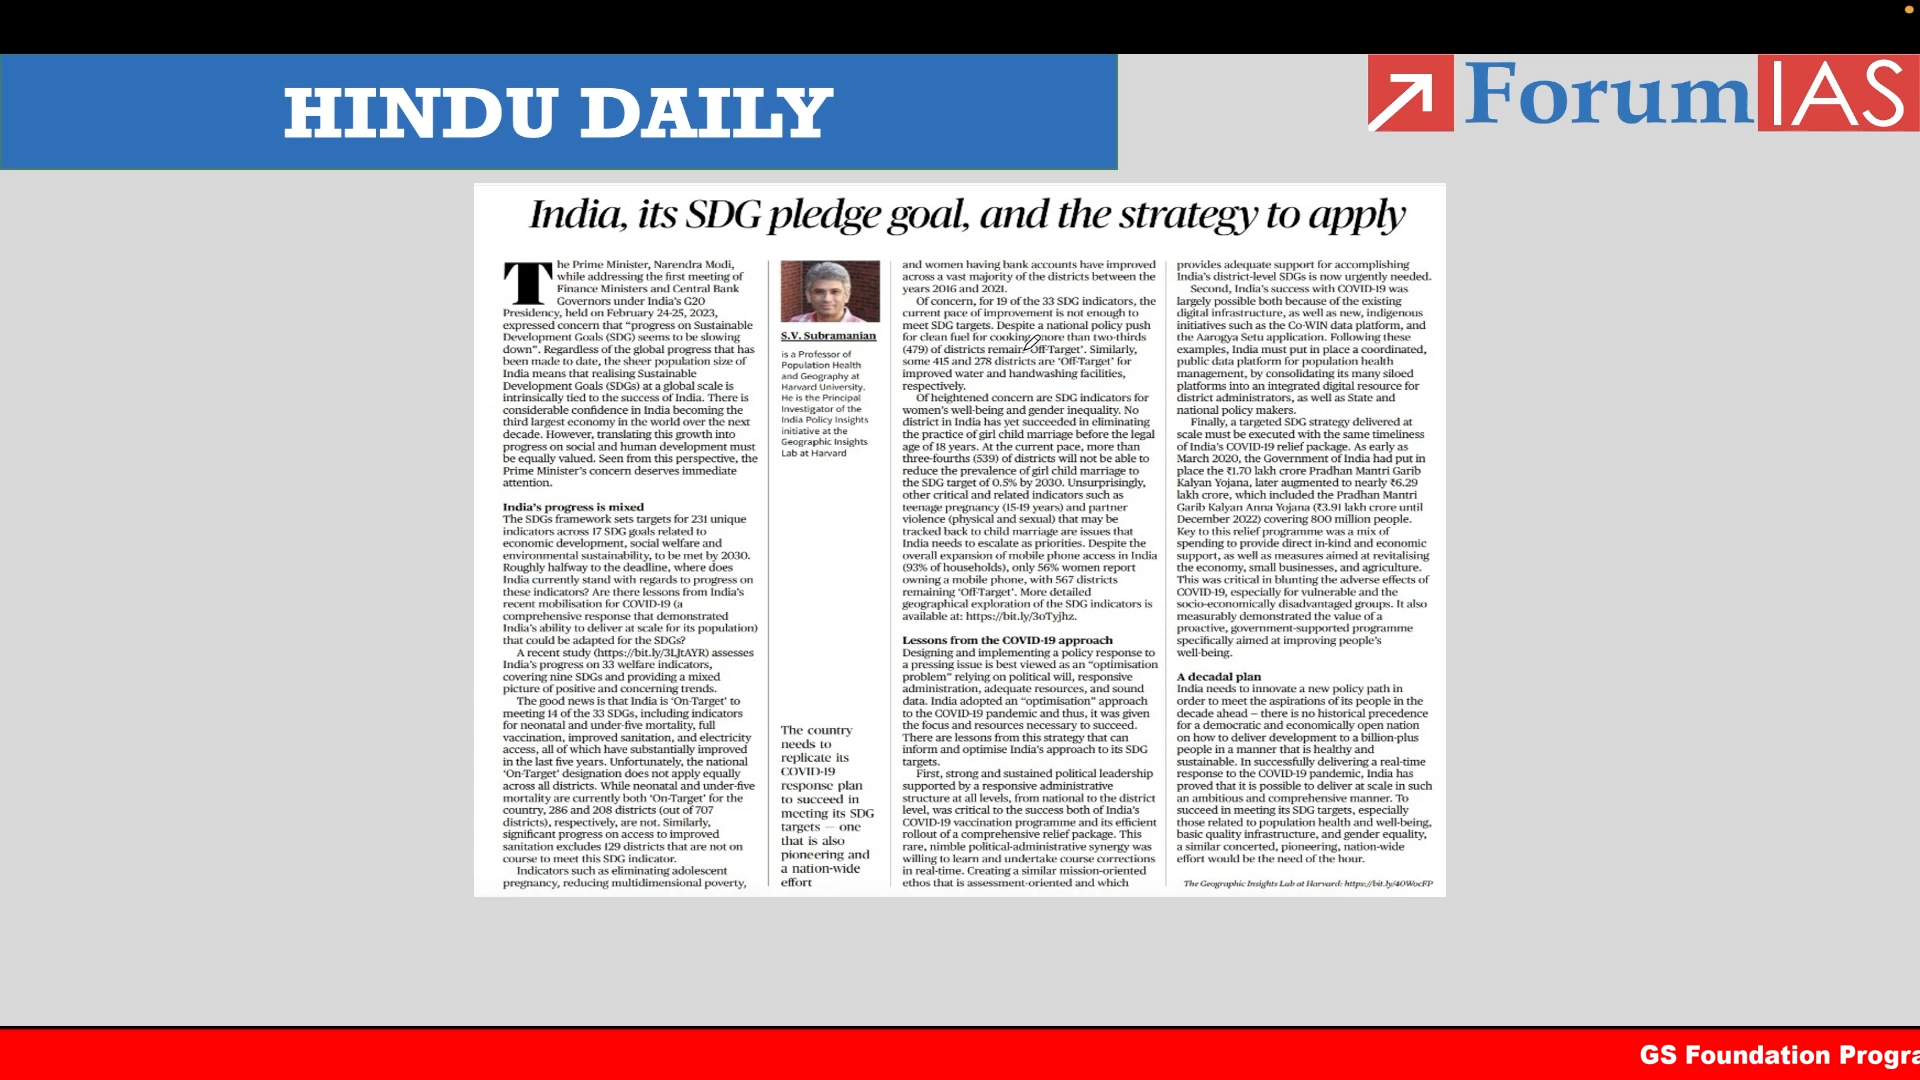 HINDU DAILY
Forum IAS
India, its SDG pledge goal, and the strategy to apply
The Prime Minister, Narendra Modi,
while addressing the first meeting of
Finance Ministers and Central Bank
Governors under India's G20
Presidency, held on February 24-25, 2023,
expressed concern that “progress on Sustainable
Development Goals (SDG) seems to be slowing
down”. Regardless of the global progress that has
been made to date, the sheer population size of
India means that realising Sustainable
Development Goals (SDGs) at a global scale is
intrinsically tied to the success of India. There is
considerable confidence in India becoming the
third largest economy in the world over the next
decade. However, translating this growth into
progress on social and human development must
be equally valued. Seen from this perspective, the
Prime Minister's concern deserves immediate
attention.
India's progress is mixed
The SDGs framework sets targets for 231 unique
indicators across 17 SDG goals related to
economic development, social welfare and
environmental sustainability, to be met by 2030.
Roughly halfway to the deadline, where does
India currently stand with regards to progress on
these indicators? Are there lessons from India's
recent mobilisation for COVID-19 (a
comprehensive response that demonstrated
India's ability to deliver at scale for its population)
that could be adapted for the SDGs?
A recent study (https://bit.ly/3LJtAYR) assesses
India's progress on 33 welfare indicators,
covering nine SDGs and providing a mixed
picture of positive and concerning trends.
The good news is that India is ‘On-Target’ to
meeting 14 of the 33 SDGs, including indicators
for neonatal and under-five mortality, full
vaccination, improved sanitation, and electricity
access, all of which have substantially improved
in the last five years. Unfortunately, the national
‘On-Target’ designation does not apply equally
across all districts. While neonatal and under-five
mortality are currently both ‘On-Target’ for the
country, 286 and 208 districts (out of 707
districts), respectively, are not. Similarly,
significant progress on access to improved
sanitation excludes 129 districts that are not on
course to meet this SDG indicator.
Indicators such as eliminating adolescent
pregnancy, reducing multidimensional poverty,
S.V. Subramanian
is a Professor of
Population Health
and Geography at
Harvard University.
He is the Principal
Investigator of the
India Policy Insights
initiative at the
Geographic Insights
Lab at Harvard
The country
needs to
replicate its
COVID-19
response plan
to succeed in
meeting its SDG
targets — one
that is also
pioneering and
a nation-wide
effort
and women having bank accounts have improved
across a vast majority of the districts between the
years 2016 and 2021.
Of concern, for 19 of the 33 SDG indicators, the
current pace of improvement is not enough to
meet SDG targets. Despite a national policy push
for clean fuel for cooking, more than two-thirds
(479) of districts remain ‘Off-Target’. Similarly,
some 415 and 278 districts are ‘Off-Target’ for
improved water and handwashing facilities,
respectively.
Of heightened concern are SDG indicators for
women's well-being and gender inequality. No
district in India has yet succeeded in eliminating
the practice of girl child marriage before the legal
age of 18 years. At the current pace, more than
three-fourths (539) of districts will not be able to
reduce the prevalence of girl child marriage to
the SDG target of 0.5% by 2030. Unsurprisingly,
other critical and related indicators such as
teenage pregnancy (15-19 years) and partner
violence (physical and sexual) that may be
tracked back to child marriage are issues that
India needs to escalate as priorities. Despite the
overall expansion of mobile phone access in India
(93% of households), only 56% women report
owning a mobile phone, with 567 districts
remaining ‘Off-Target’. More detailed
geographical exploration of the SDG indicators is
available at: https://bit.ly/3oTyjhz.
Lessons from the COVID-19 approach
Designing and implementing a policy response to
a pressing issue is best viewed as an “optimisation
problem” relying on political will, responsive
administration, adequate resources, and sound
data. India adopted an “optimisation” approach
to the COVID-19 pandemic and thus, it was given
the focus and resources necessary to succeed.
There are lessons from this strategy that can
inform and optimise India's approach to its SDG
targets.
First, strong and sustained political leadership
supported by a responsive administrative
structure at all levels, from national to the district
level, was critical to the success both of India's
COVID-19 vaccination programme and its efficient
rollout of a comprehensive relief package. This
rare, nimble political-administrative synergy was
willing to learn and undertake course corrections
in real-time. Creating a similar mission-oriented
ethos that is assessment-oriented and which
provides adequate support for accomplishing
India's district-level SDGs is now urgently needed.
Second, India's success with COVID-19 was
largely possible both because of the existing
digital infrastructure, as well as new, indigenous
initiatives such as the Co-WIN data platform, and
the Aarogya Setu application. Following these
examples, India must put in place a coordinated,
public data platform for population health
management, by consolidating its many siloed
platforms into an integrated digital resource for
district administrators, as well as State and
national policy makers.
Finally, a targeted SDG strategy delivered at
scale must be executed with the same timeliness
of India's COVID-19 relief package. As early as
March 2020, the Government of India had put in
place the ₹1.70 lakh crore Pradhan Mantri Garib
Kalyan Yojana, later augmented to nearly ₹6.29
lakh crore, which included the Pradhan Mantri
Garib Kalyan Anna Yojana (₹3.91 lakh crore until
December 2022) covering 800 million people.
Key to this relief programme was a mix of
spending to provide direct in-kind and economic
support, as well as measures aimed at revitalising
the economy, small businesses, and agriculture.
This was critical in blunting the adverse effects of
COVID-19, especially for vulnerable and the
socio-economically disadvantaged groups. It also
measurably demonstrated the value of a
proactive, government-supported programme
specifically aimed at improving people's
well-being.
A decadal plan
India needs to innovate a new policy path in
order to meet the aspirations of its people in the
decade ahead — there is no historical precedence
for a democratic and economically open nation
on how to deliver development to a billion-plus
people in a manner that is healthy and
sustainable. In successfully delivering a real-time
response to the COVID-19 pandemic, India has
proved that it is possible to deliver at scale in such
an ambitious and comprehensive manner. To
succeed in meeting its SDG targets, especially
those related to population health and well-being,
basic quality infrastructure, and gender equality,
a similar concerted, pioneering, nation-wide
effort would be the need of the hour.
The Geographic Insights Lab at Harvard: https://bit.ly/4OWocFP
GS Foundation Progra